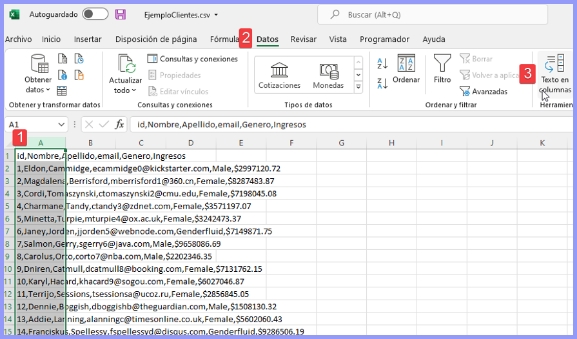 Autoguardado EjemploClientes.csv Buscar (Alt+Q)
Archivo Inicio Insertar Disposición de página Fórmula 2 Datos Revisar Vista Programador Ayuda
Obtener datos
Actualizar todo
Consultas y conexiones
Propiedades
Editar vínculos
Cotizaciones Monedas
Ordenar
Filtro
Borrar
Volver a aplicar
Avanzadas
3
Texto en columnas
Obtener y transformar datos Consultas y conexiones Tipos de datos Ordenar y filtrar Herramien
A1 fx id,Nombre,Apellido,email,Genero,Ingresos
1
A B C D E F G H I J K
1 id,Nombre,Apellido,email,Genero,Ingresos
2 1,Eldon,Cammidge,ecammidge0@kickstarter.com,Male,$2997120.72
3 2,Magdalena,Berrisford,mberrisford1@360.cn,Female,$8287483.87
4 3,Cordi,Tomaszynski,ctomaszynski2@cmu.edu,Female,$7198045.08
5 4,Charmane,Tandy,ctandy3@zdnet.com,Female,$3571197.07
6 5,Minetta,Turpie,mturpie4@ox.ac.uk,Female,$3242473.37
7 6,Janey,Jorden,jjorden5@webnode.com,Genderfluid,$7149871.75
8 7,Salmon,Gerry,sgerry6@java.com,Male,$9658086.69
9 8,Carolus,Orto,corto7@nba.com,Male,$2202346.35
10 9,Dniren,Catmull,dcatmull8@booking.com,Female,$7131762.15
11 10,Karyl,Hacard,khacard9@sogou.com,Female,$6027046.87
12 11,Terrijo,Sessions,tsessionsa@ucoz.ru,Female,$2856845.05
13 12,Dennie,Boggish,dboggishb@theguardian.com,Male,$1508130.32
14 13,Addie,Lanning,alanningc@timesonline.co.uk,Female,$5602060.43
15 14,Franciskus,Spellessy,fspellessyd@disqus.com,Genderfluid,$9286506.19